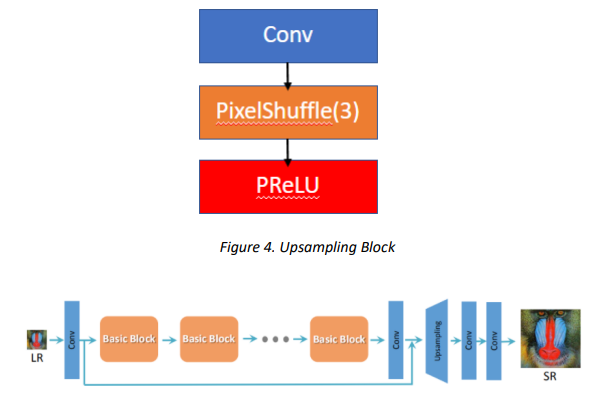 Conv
PixelShuffle(3)
PReLU
Figure 4. Upsampling Block
LR
Conv
Basic Block
Basic Block
Basic Block
Conv
Upsampling
Conv
Conv
SR